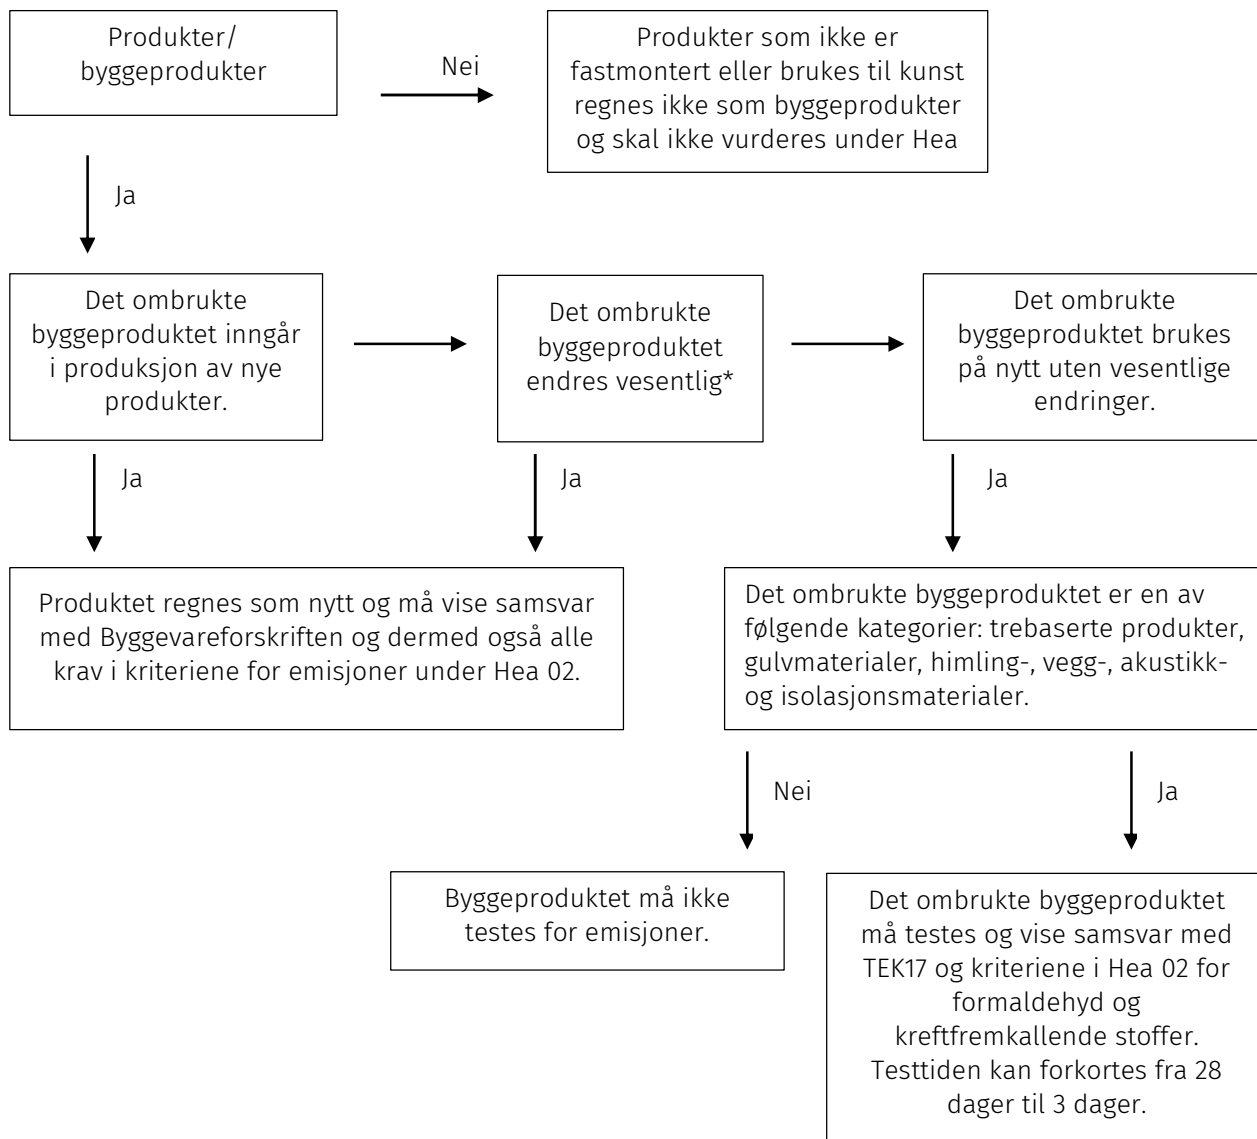 Produkter/
byggeprodukter
Nei
Produkter som ikke er
fastmontert eller brukes til kunst
regnes ikke som byggeprodukter
og skal ikke vurderes under Hea
Ja
Det ombrukte
byggeproduktet inngår
i produksjon av nye
produkter.
Det ombrukte
byggeproduktet
endres vesentlig*
Det ombrukte
byggeproduktet brukes
på nytt uten vesentlige
endringer.
Ja
Ja
Ja
Produktet regnes som nytt og må vise samsvar
med Byggevareforskriften og dermed også alle
krav i kriteriene for emisjoner under Hea 02.
Det ombrukte byggeproduktet er en av
følgende kategorier: trebaserte produkter,
gulvmaterialer, himling-, vegg-, akustikk-
og isolasjonsmaterialer.
Nei
Ja
Byggeproduktet må ikke
testes for emisjoner.
Det ombrukte byggeproduktet
må testes og vise samsvar med
TEK17 og kriteriene i Hea 02 for
formaldehyd og
kreftfremkallende stoffer.
Testtiden kan forkortes fra 28
dager til 3 dager.